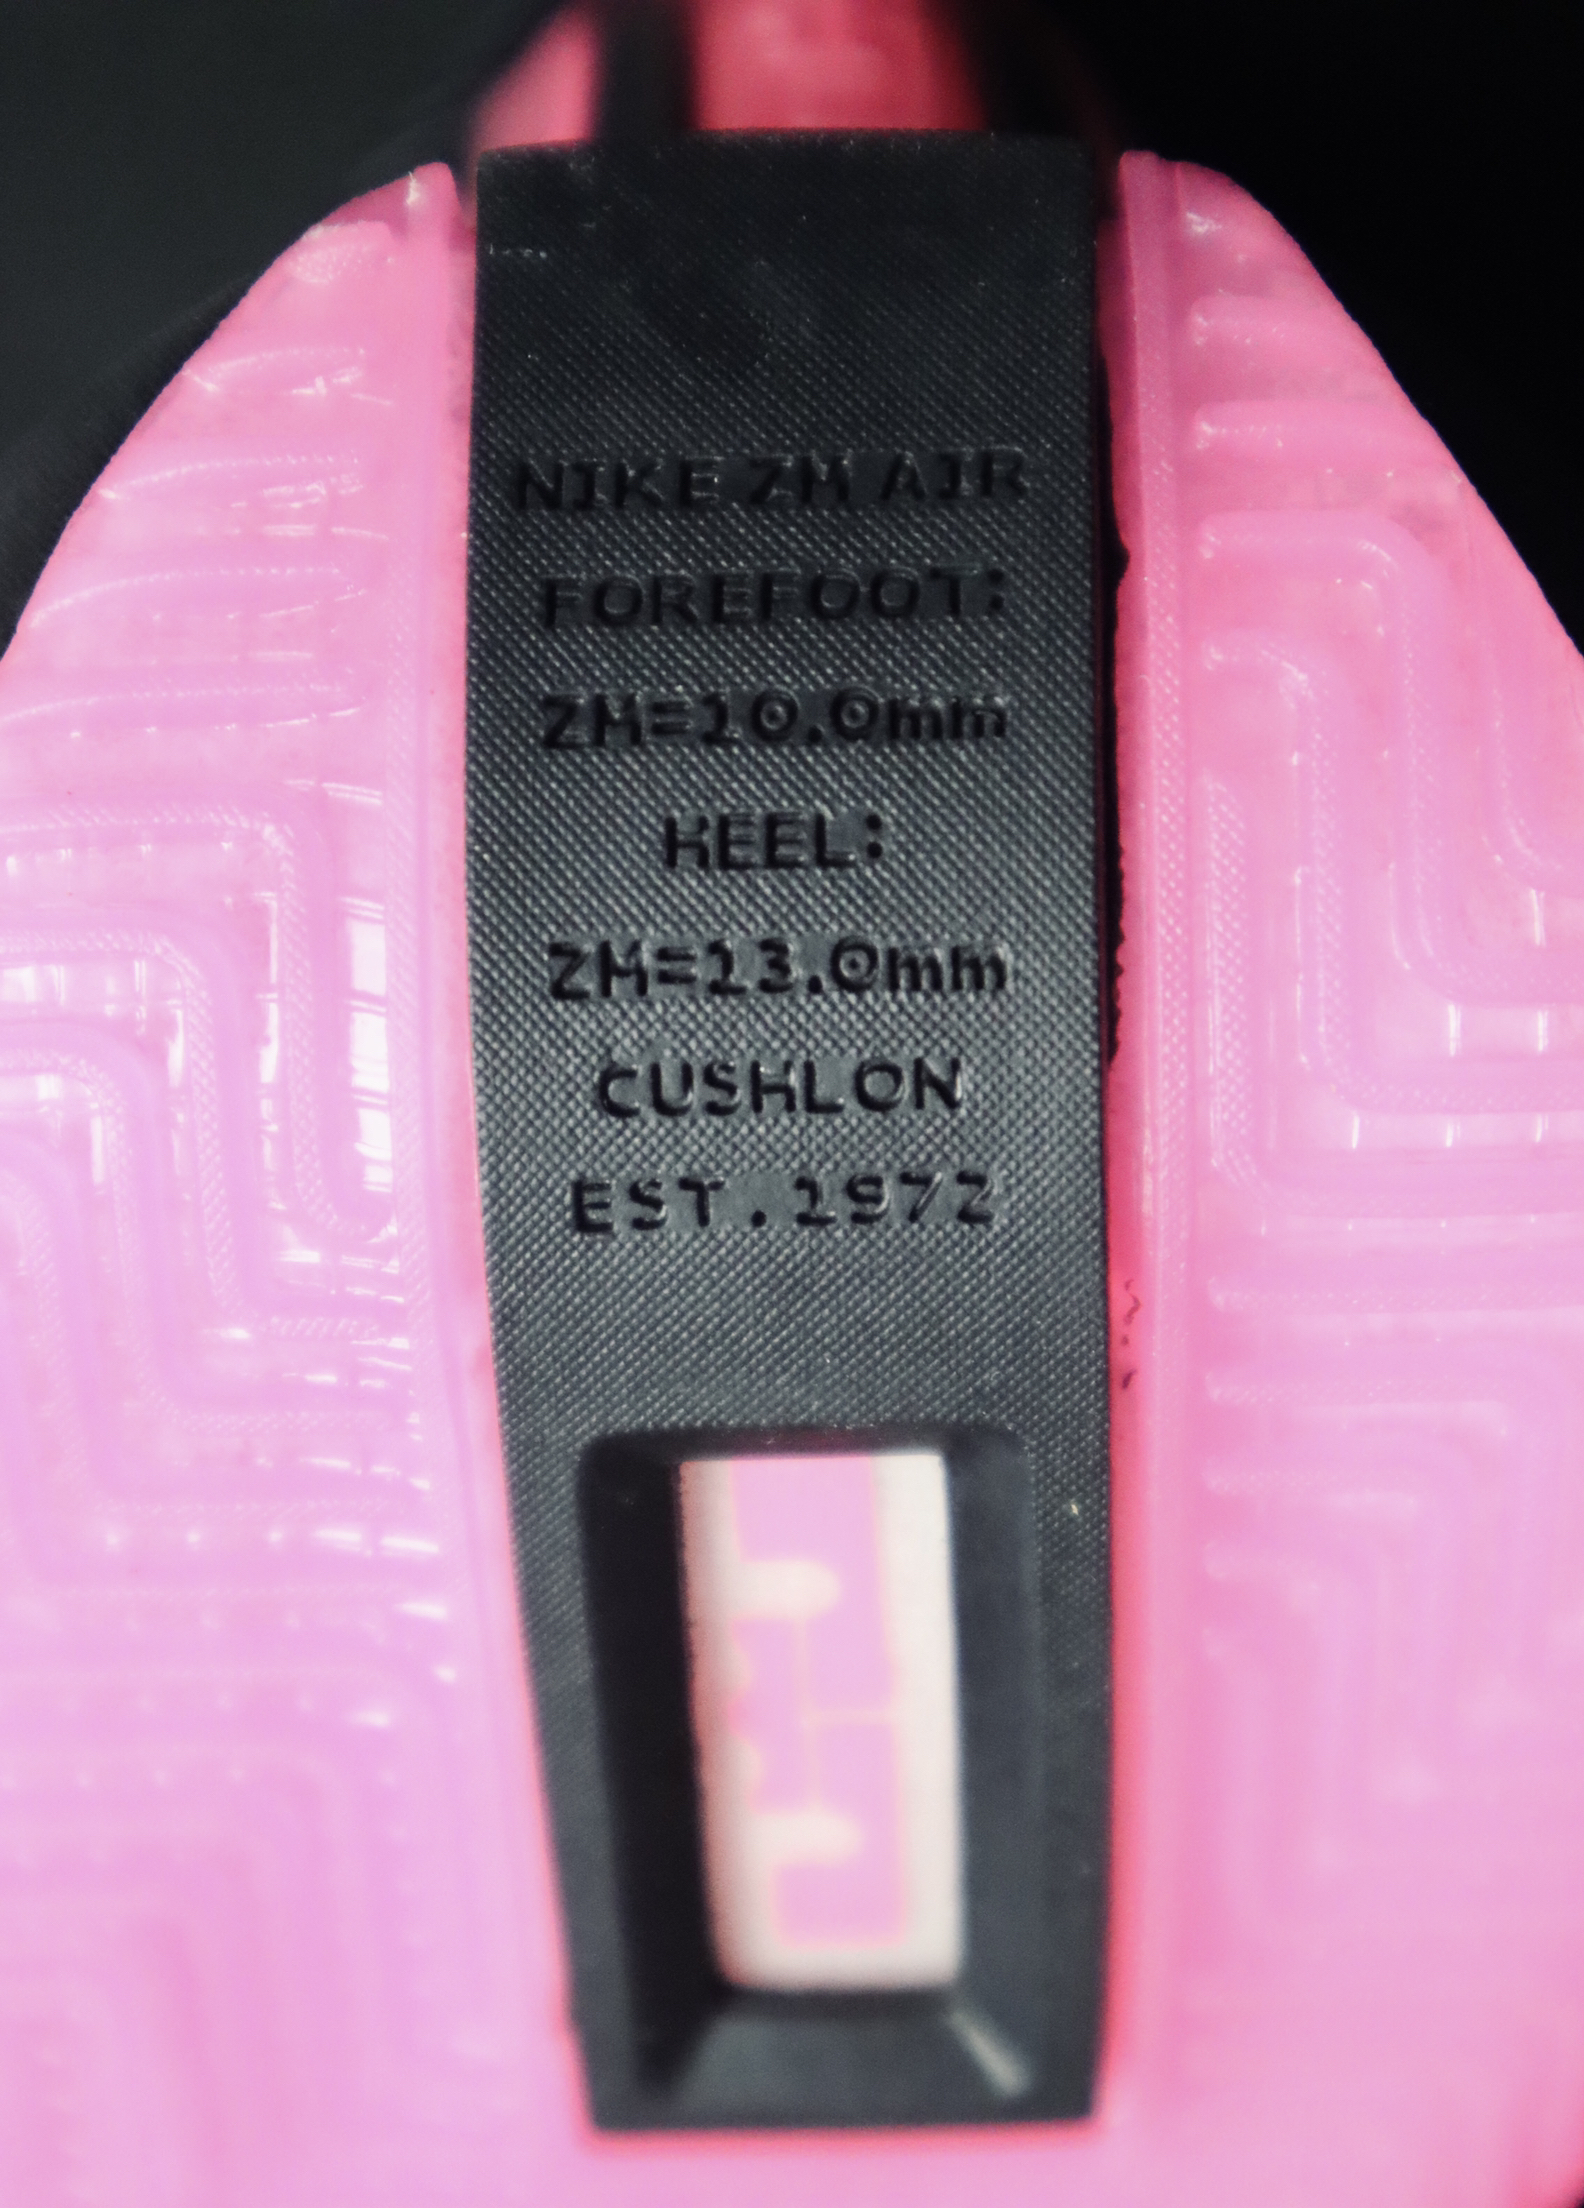 NIKE ZM AIR
FOREFOOT:
ZM=10.0mm
HEEL:
ZM=13.0mm
CUSHLON
EST.1972